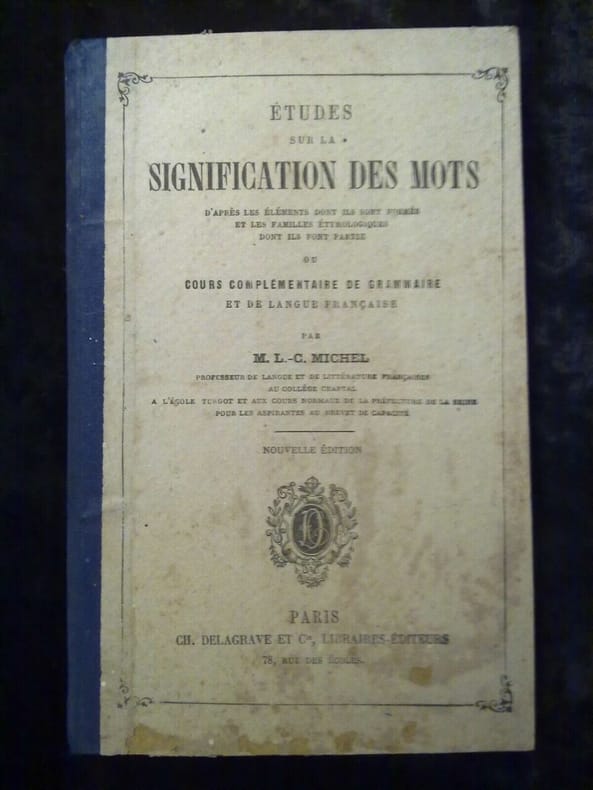 ÉTUDES
SUR LA
SIGNIFICATION DES MOTS
D'APRÈS LES ÉLÉMENTS DONT ILS SONT FORMÉS
ET LES FAMILLES ÉTYMOLOGIQUES
DONT ILS FONT PARTIE
OU
COURS COMPLÉMENTAIRE DE GRAMMAIRE
ET DE LANGUE FRANÇAISE
PAR
M. L.-C. MICHEL
PROFESSEUR DE LANGUE ET DE LITTÉRATURE FRANÇAISES
AU COLLÉGE CHAPTAL
A L'ÉCOLE TURGOT ET AUX COURS NORMAUX DE LA PRÉFECTURE DE LA SEINE
POUR LES ASPIRANTES AU BREVET DE CAPACITÉ
NOUVELLE ÉDITION
PARIS
CH. DELAGRAVE ET Cie, LIBRAIRES-ÉDITEURS
78, RUE DES ÉCOLES.